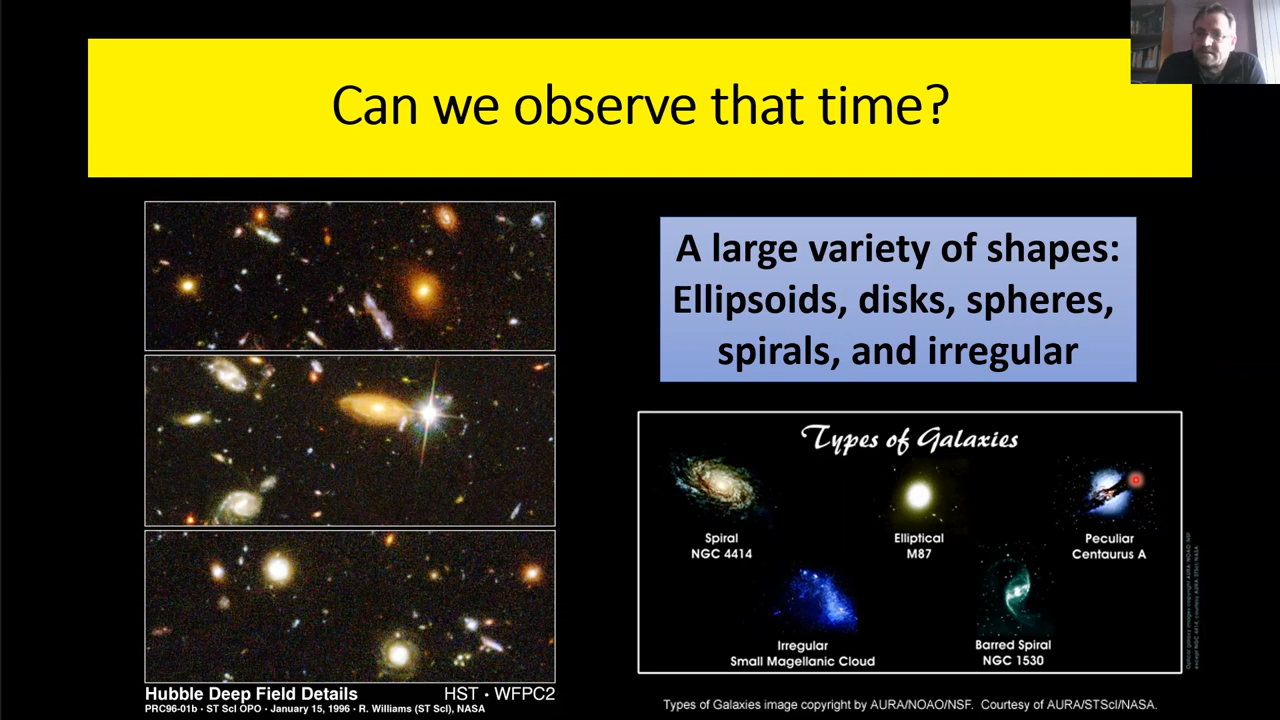 Can we observe that time?
A large variety of shapes:
Ellipsoids, disks, spheres,
spirals, and irregular
Types of Galaxies
Spiral
NGC 4414
Elliptical
M87
Peculiar
Centaurus A
Irregular
Small Magellanic Cloud
Barred Spiral
NGC 1530
Hubble Deep Field Details
HST • WFPC2
PRC96-01b • ST ScI OPO • January 15, 1996 • R. Williams (ST ScI), NASA
Types of Galaxies image copyright by AURA/NOAO/NSF. Courtesy of AURA/STScI/NASA.